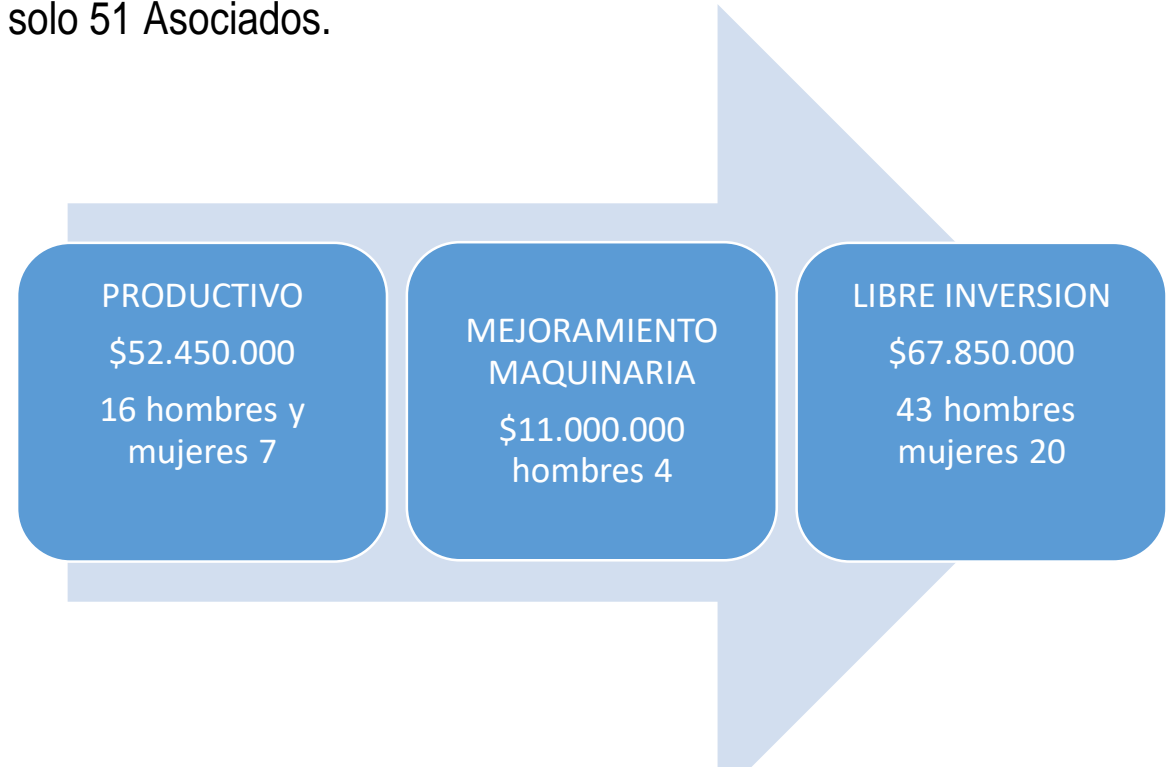 solo 51 Asociados.
PRODUCTIVO
$52.450.000
16 hombres y
mujeres 7
MEJORAMIENTO
MAQUINARIA
$11.000.000
hombres 4
LIBRE INVERSION
$67.850.000
43 hombres
mujeres 20